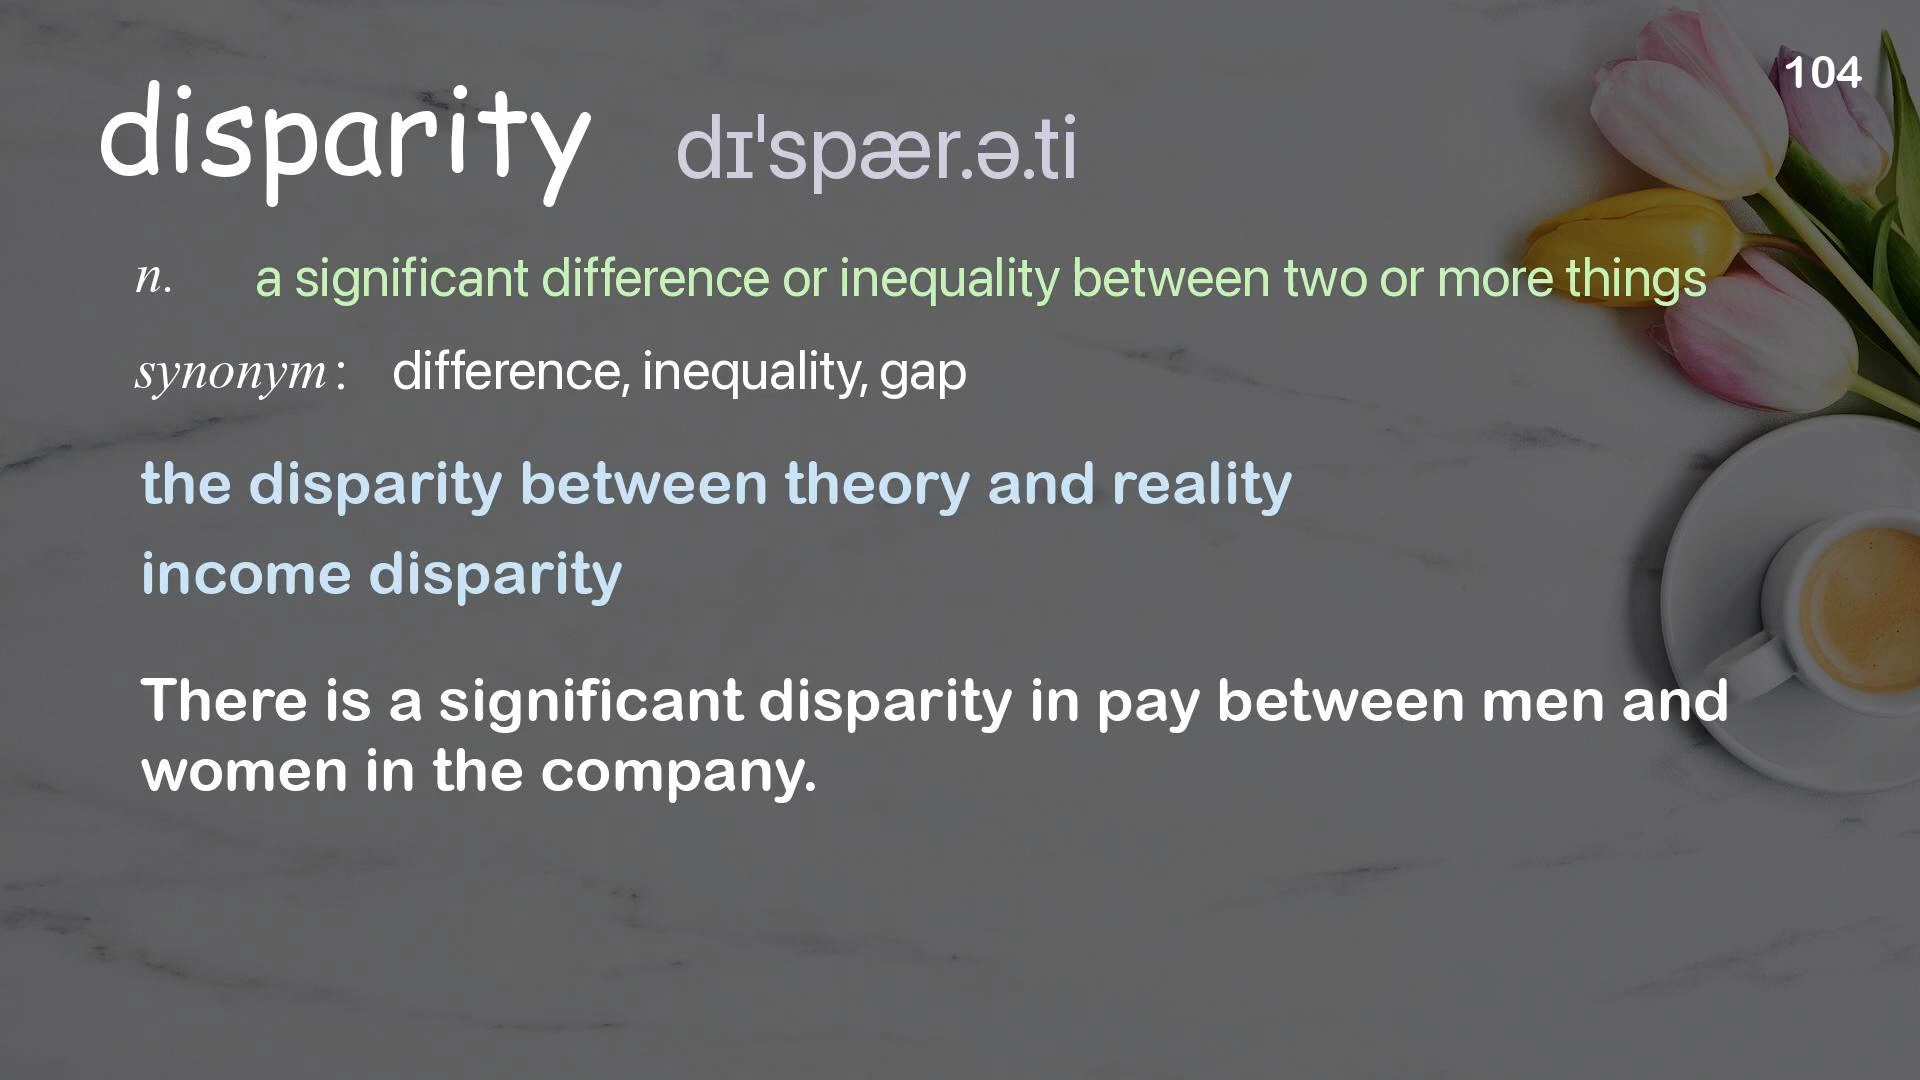 104
disparity dɪˈspær.ə.ti
n. a significant difference or inequality between two or more things
synonym: difference, inequality, gap
the disparity between theory and reality
income disparity
There is a significant disparity in pay between men and
women in the company.